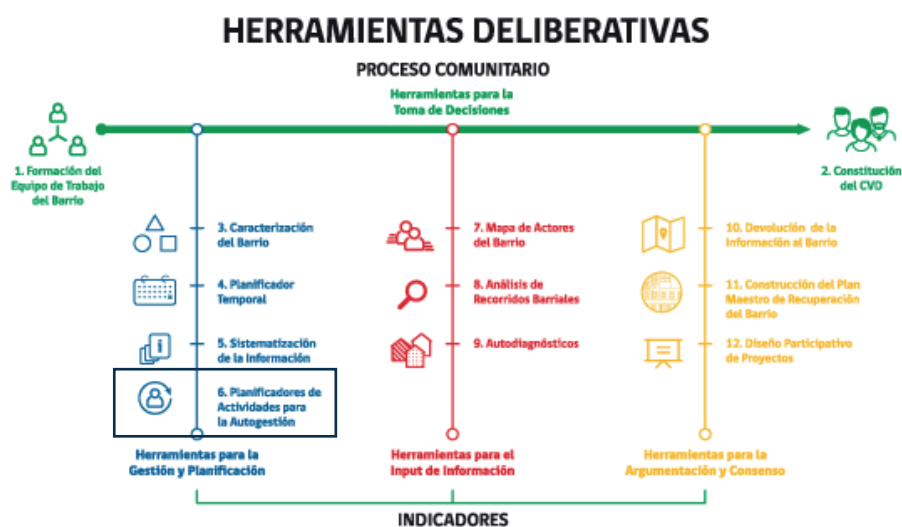 HERRAMIENTAS DELIBERATIVAS
PROCESO COMUNITARIO
Herramientas para la
Toma de Decisiones
1. Formación del
Equipo de Trabajo
del Barrio
2. Constitución
del CVD
3. Caracterización
del Barrio
4. Planificador
Temporal
5. Sistematización
de la Información
6. Planificadores de
Actividades para
la Autogestión
Herramientas para la
Gestión y Planificación
7. Mapa de Actores
del Barrio
8. Análisis de
Recorridos Barriales
9. Autodiagnósticos
Herramientas para el
Input de Información
10. Devolución de la
Información al Barrio
11. Construcción del Plan
Maestro de Recuperación
del Barrio
12. Diseño Participativo
de Proyectos
Herramientas para la
Argumentación y Consenso
INDICADORES